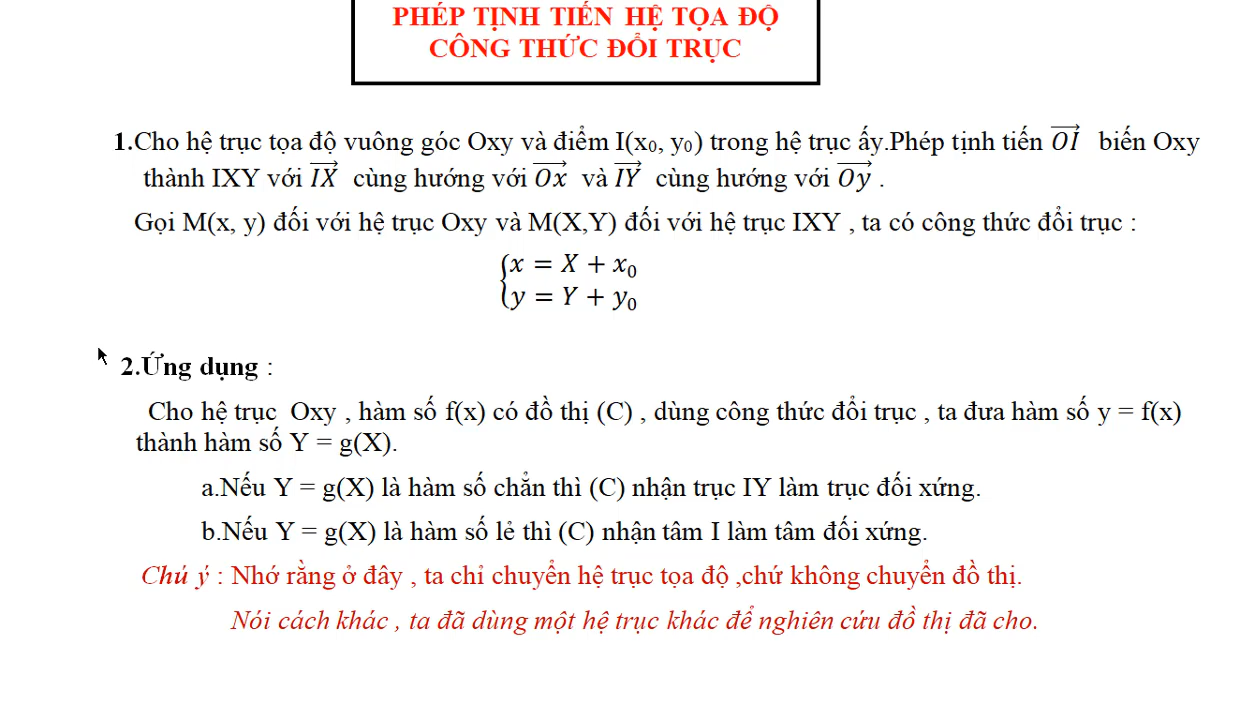 PHÉP TỊNH TIẾN HỆ TỌA ĐỘ
CÔNG THỨC ĐỔI TRỤC
1.Cho hệ trục tọa độ vuông góc Oxy và điểm I(x₀, y₀) trong hệ trục ấy.Phép tịnh tiến \overrightarrow{OI} biến Oxy
thành IXY với \overrightarrow{IX} cùng hướng với \overrightarrow{Ox} và \overrightarrow{IY} cùng hướng với \overrightarrow{Oy} .
Gọi M(x, y) đối với hệ trục Oxy và M(X,Y) đối với hệ trục IXY , ta có công thức đổi trục :
{x = X + x₀
y = Y + y₀
2.Ứng dụng :
Cho hệ trục Oxy , hàm số f(x) có đồ thị (C) , dùng công thức đổi trục , ta đưa hàm số y = f(x)
thành hàm số Y = g(X).
a.Nếu Y = g(X) là hàm số chẵn thì (C) nhận trục IY làm trục đối xứng.
b.Nếu Y = g(X) là hàm số lẻ thì (C) nhận tâm I làm tâm đối xứng.
Chú ý : Nhớ rằng ở đây , ta chỉ chuyển hệ trục tọa độ ,chứ không chuyển đồ thị.
Nói cách khác , ta đã dùng một hệ trục khác để nghiên cứu đồ thị đã cho.